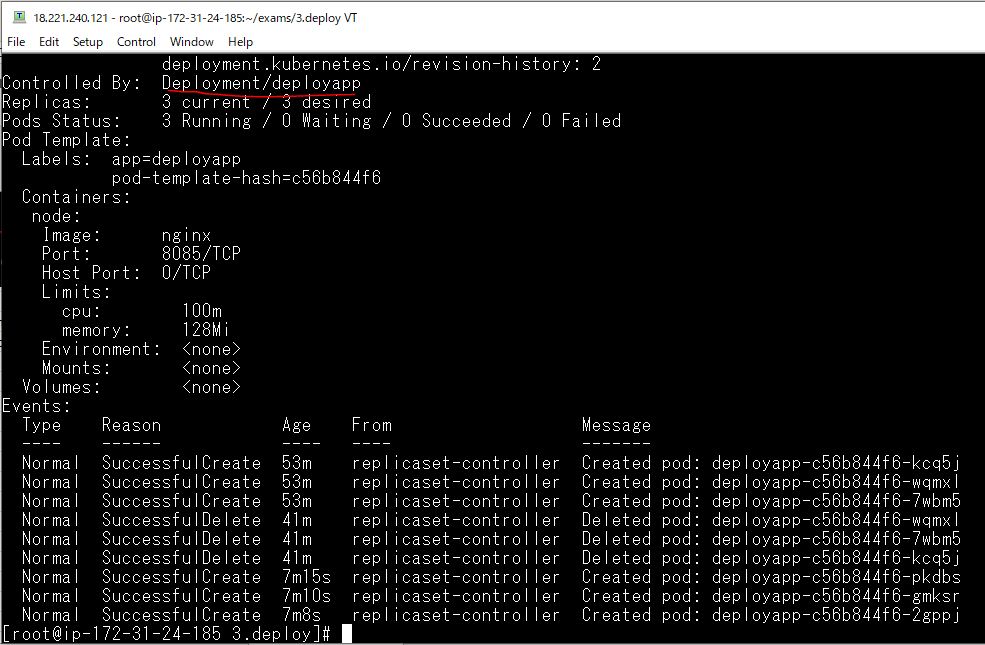 18.221.240.121 - root@ip-172-31-24-185:~/exams/3.deploy VT
File Edit Setup Control Window Help
deployment.kubernetes.io/revision-history: 2
Controlled By: Deployment/deployapp
Replicas: 3 current / 3 desired
Pods Status: 3 Running / 0 Waiting / 0 Succeeded / 0 Failed
Pod Template:
Labels: app=deployapp
pod-template-hash=c56b844f6
Containers:
node:
Image: nginx
Port: 8085/TCP
Host Port: 0/TCP
Limits:
cpu: 100m
memory: 128Mi
Environment: <none>
Mounts: <none>
Volumes: <none>
Events:
Type Reason Age From Message
---- ------ ---- ---- -------
Normal SuccessfulCreate 53m replicaset-controller Created pod: deployapp-c56b844f6-kcq5j
Normal SuccessfulCreate 53m replicaset-controller Created pod: deployapp-c56b844f6-wqmxl
Normal SuccessfulCreate 53m replicaset-controller Created pod: deployapp-c56b844f6-7wbm5
Normal SuccessfulDelete 41m replicaset-controller Deleted pod: deployapp-c56b844f6-wqmxl
Normal SuccessfulDelete 41m replicaset-controller Deleted pod: deployapp-c56b844f6-7wbm5
Normal SuccessfulDelete 41m replicaset-controller Deleted pod: deployapp-c56b844f6-kcq5j
Normal SuccessfulCreate 7m15s replicaset-controller Created pod: deployapp-c56b844f6-pkdbs
Normal SuccessfulCreate 7m10s replicaset-controller Created pod: deployapp-c56b844f6-gmksr
Normal SuccessfulCreate 7m8s replicaset-controller Created pod: deployapp-c56b844f6-2gppj
[root@ip-172-31-24-185 3.deploy]#